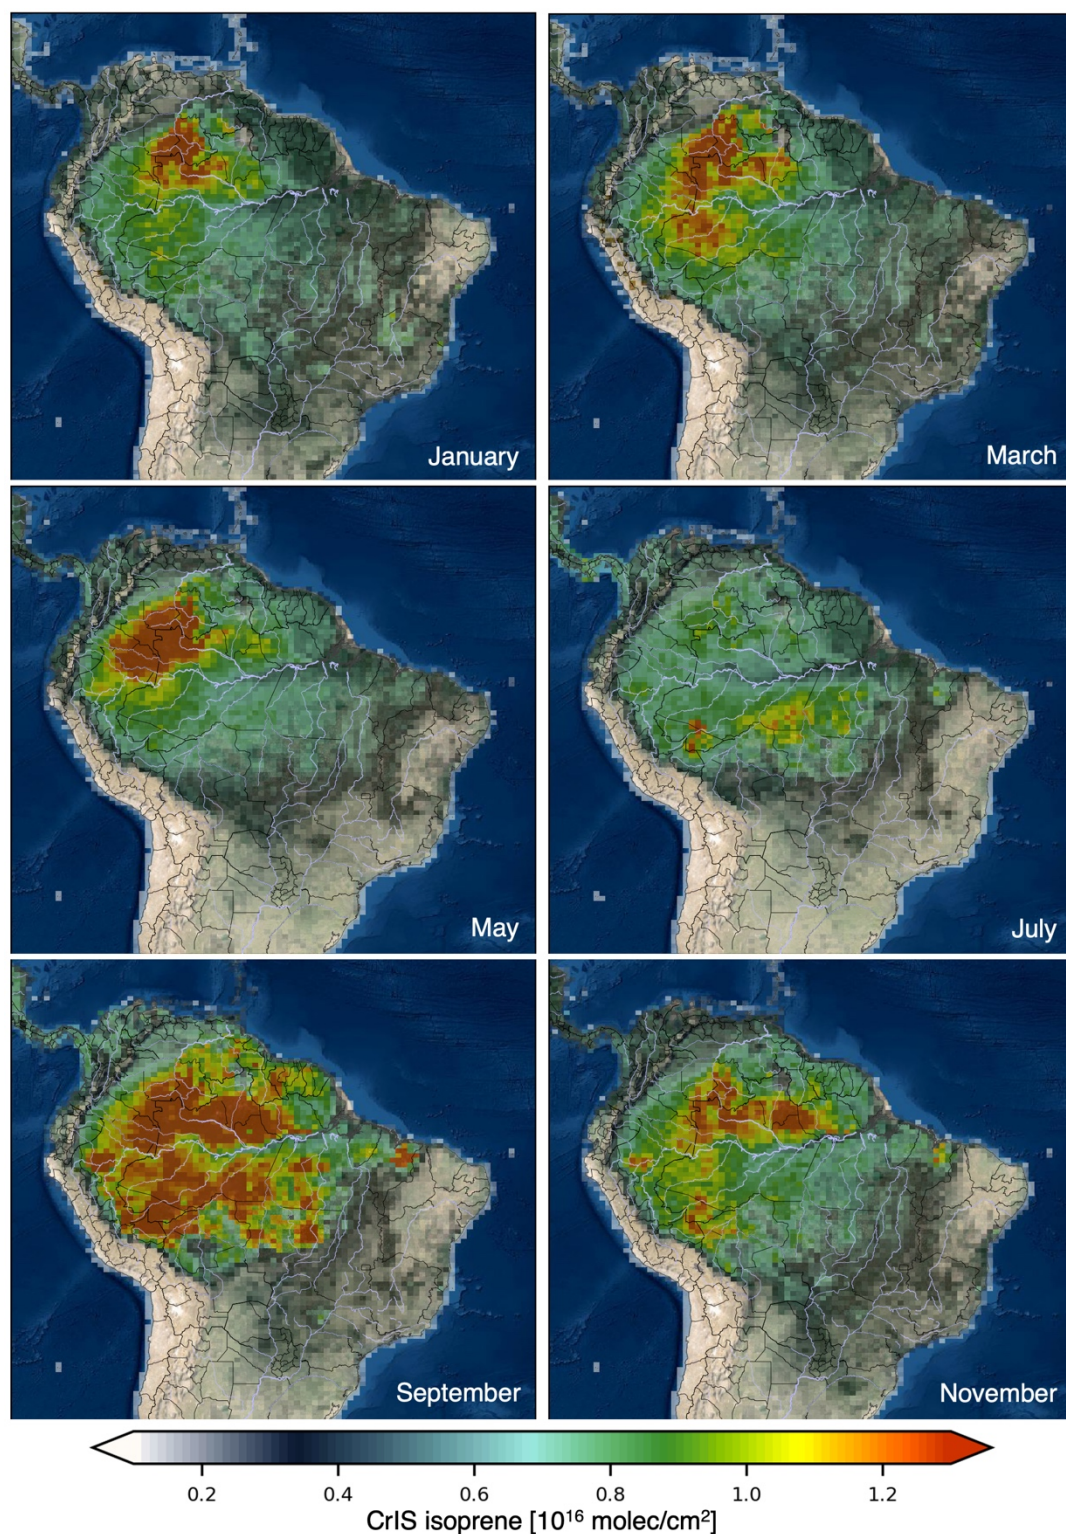 January
March
May
July
September
November
0.2 0.4 0.6 0.8 1.0 1.2
CrIS isoprene [10¹⁶ molec/cm²]